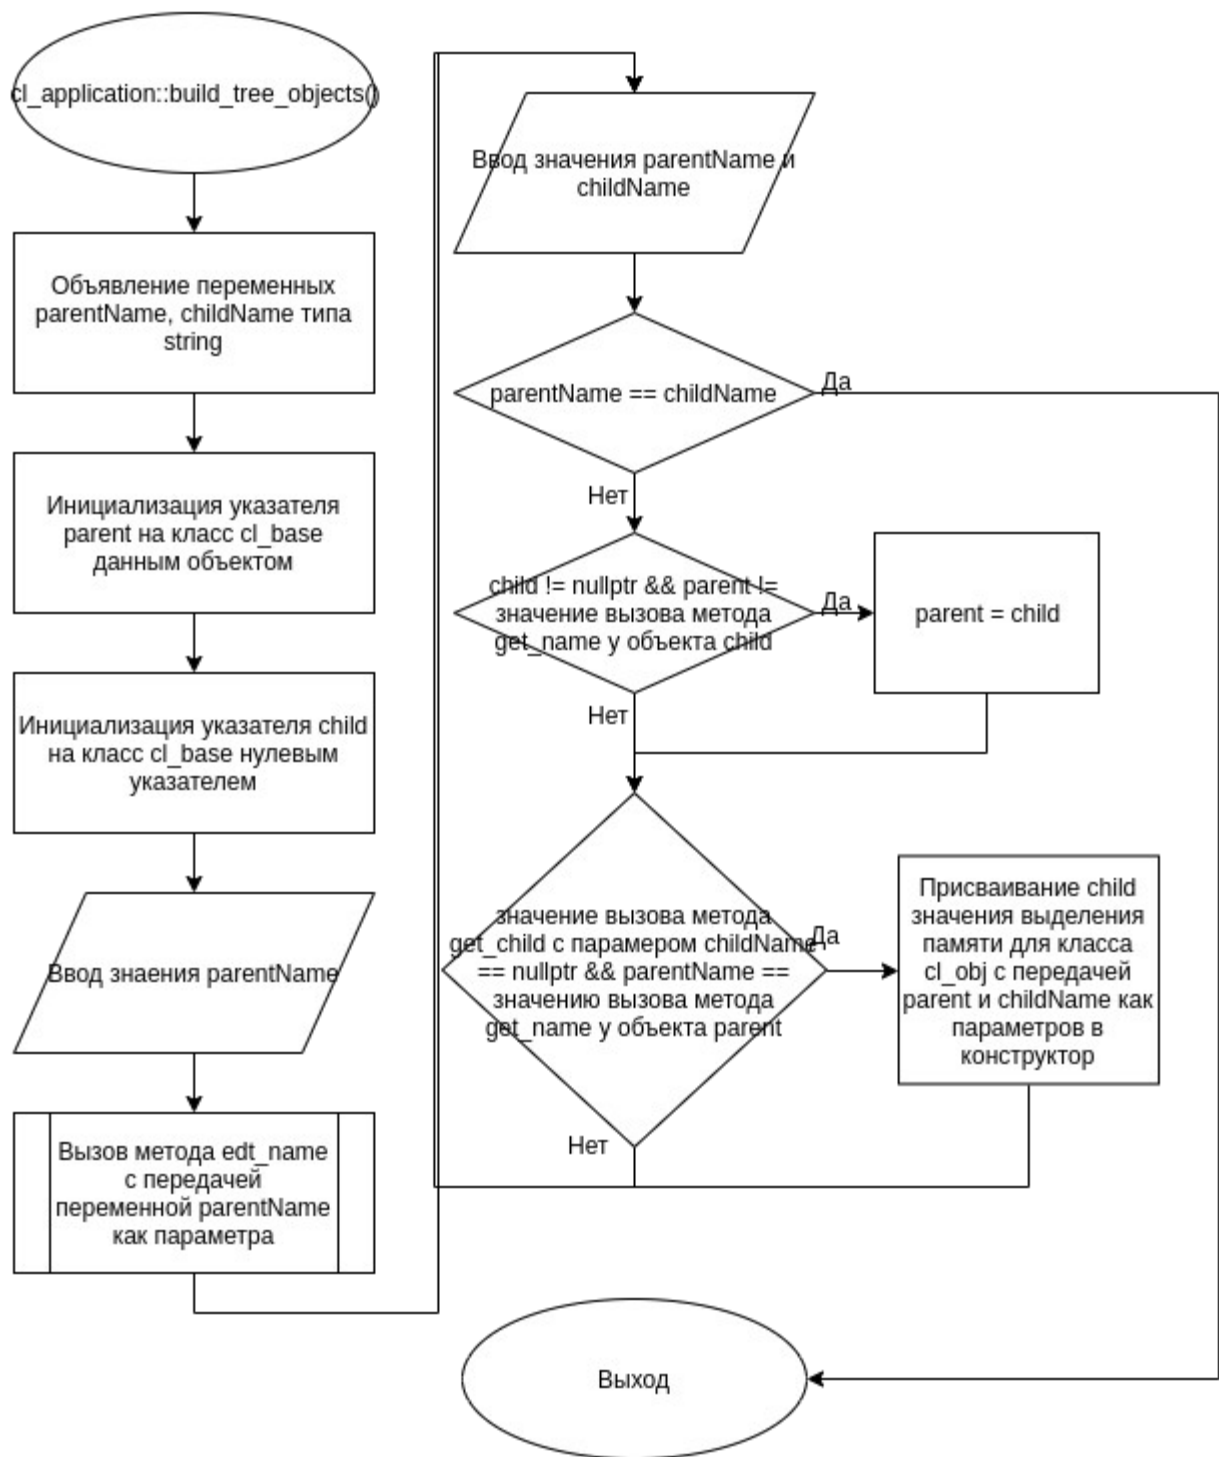 cl_application::build_tree_objects()
Объявление переменных
parentName, childName типа
string
Инициализация указателя
parent на класс cl_base
данным объектом
Инициализация указателя child
на класс cl_base нулевым
указателем
Ввод знаения parentName
Вызов метода edt_name
с передачей
переменной parentName
как параметра
Ввод значения parentName и
childName
parentName == childName
Да
Нет
child != nullptr && parent !=
значение вызова метода
get_name у объекта child
Да
parent = child
Нет
значение вызова метода
get_child с парамером childName
== nullptr && parentName ==
значению вызова метода
get_name у объекта parent
Да
Присваивание child
значения выделения
памяти для класса
cl_obj с передачей
parent и childName как
параметров в
конструктор
Нет
Выход